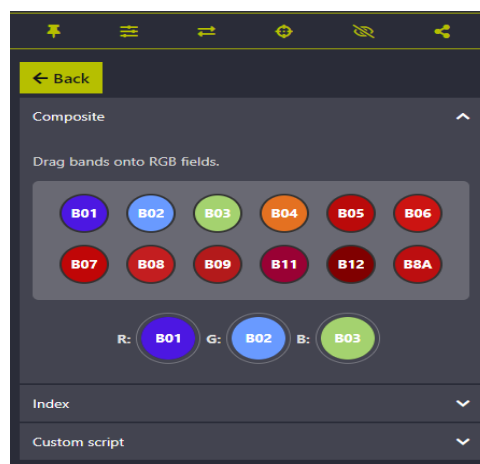 ← Back
Composite
Drag bands onto RGB fields.
B01 B02 B03 B04 B05 B06
B07 B08 B09 B11 B12 B8A
R: B01 G: B02 B: B03
Index
Custom script